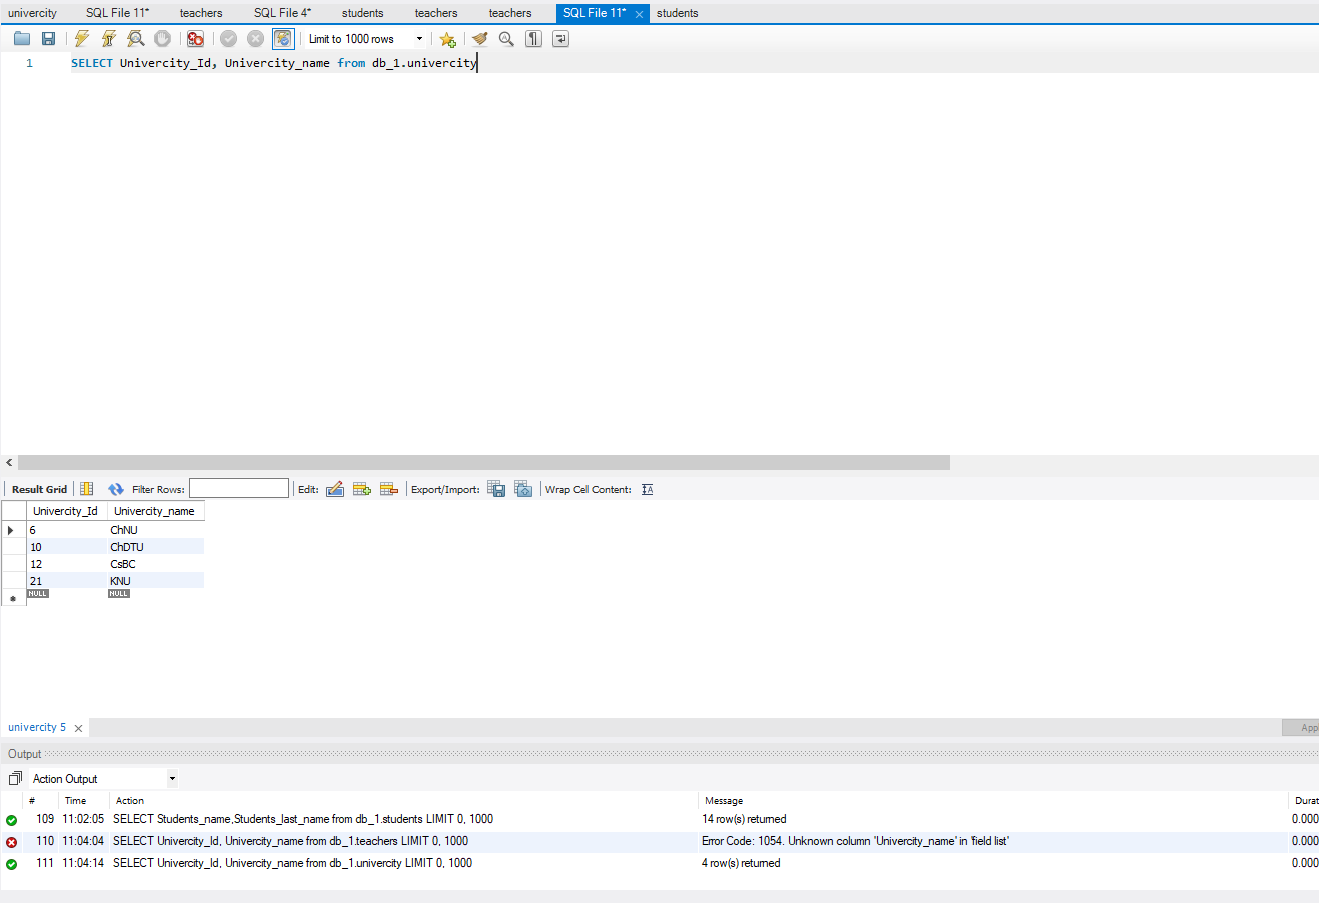 univercity SQL File 11* teachers SQL File 4* students teachers teachers SQL File 11* students
Limit to 1000 rows
1 SELECT Univercity_Id, Univercity_name from db_1.univercity
Result Grid Filter Rows: Edit: Export/Import: Wrap Cell Content:
Univercity_Id Univercity_name
6 ChNU
10 ChDTU
12 CsBC
21 KNU
NULL NULL
univercity 5 App
Output
Action Output
# Time Action Message Durat
109 11:02:05 SELECT Students_name,Students_last_name from db_1.students LIMIT 0, 1000 14 row(s) returned 0.000
110 11:04:04 SELECT Univercity_Id, Univercity_name from db_1.teachers LIMIT 0, 1000 Error Code: 1054. Unknown column 'Univercity_name' in 'field list' 0.000
111 11:04:14 SELECT Univercity_Id, Univercity_name from db_1.univercity LIMIT 0, 1000 4 row(s) returned 0.000